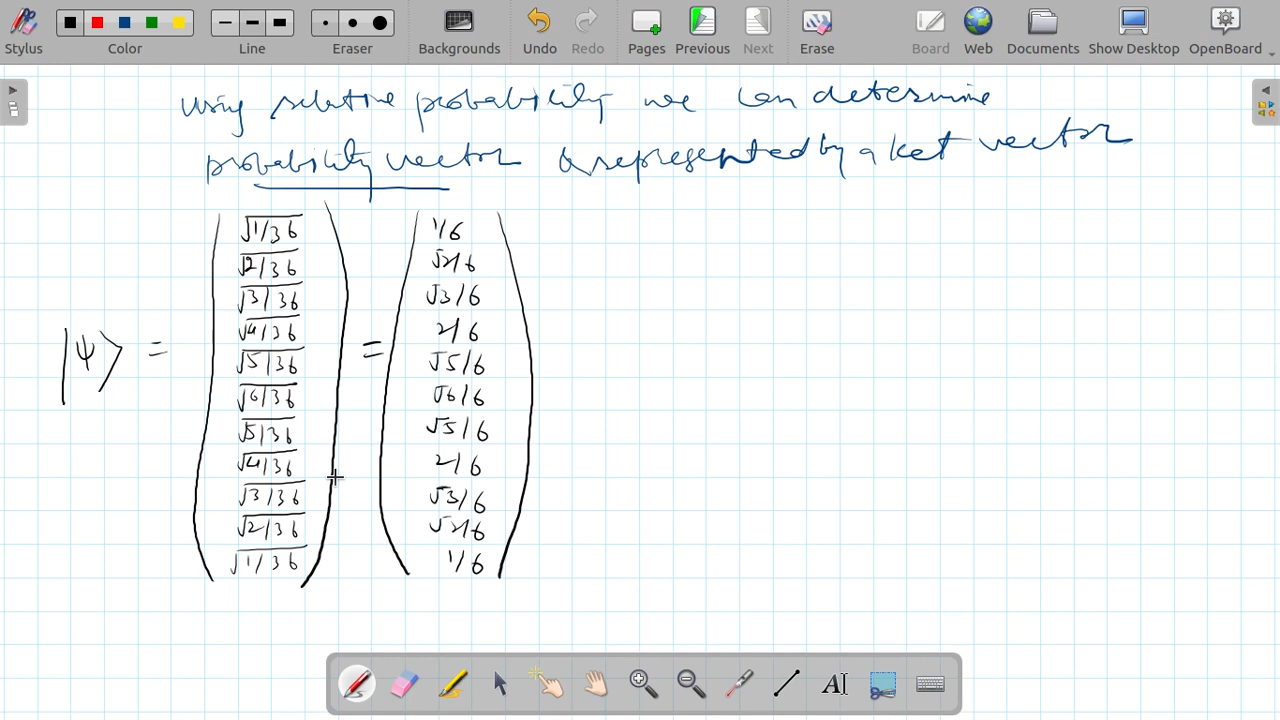 Stylus Color Line Eraser Backgrounds Undo Redo Pages Previous Next Erase Board Web Documents Show Desktop OpenBoard
using relative probability we can determine
probability vector & represented by a ket vector
|ψ⟩ = = 
√1/36 1/6
√2/36 √2/6
√3/36 √3/6
√4/36 2/6
√5/36 √5/6
√6/36 √6/6
√5/36 √5/6
√4/36 2/6
√3/36 √3/6
√2/36 √2/6
√1/36 1/6